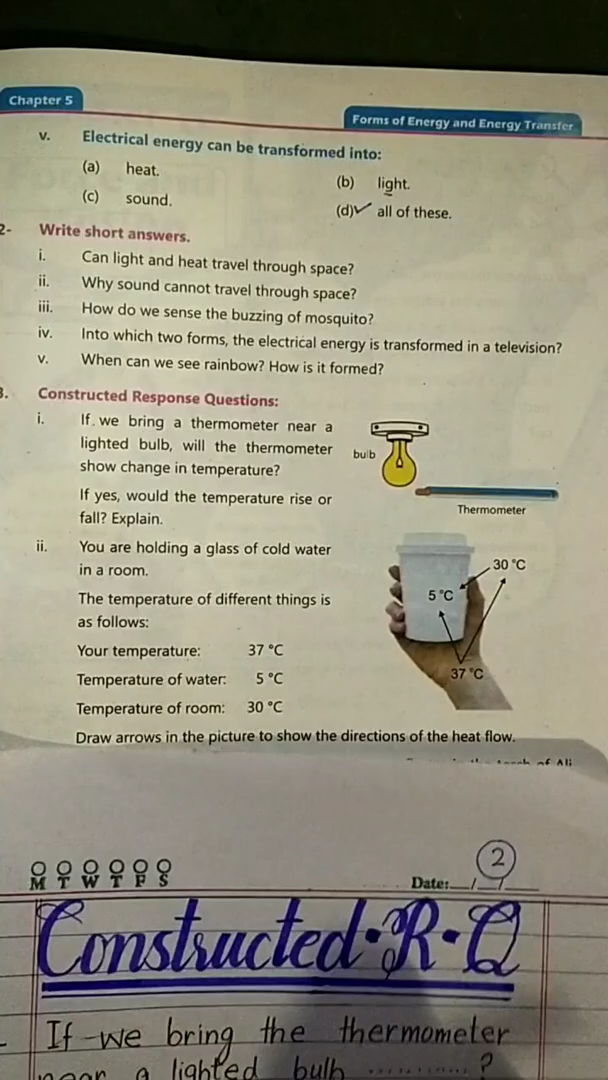 Chapter 5
Forms of Energy and Energy Transfer
v. Electrical energy can be transformed into:
(a) heat. (b) light.
(c) sound. (d)✓ all of these.
2- Write short answers.
i. Can light and heat travel through space?
ii. Why sound cannot travel through space?
iii. How do we sense the buzzing of mosquito?
iv. Into which two forms, the electrical energy is transformed in a television?
v. When can we see rainbow? How is it formed?
3. Constructed Response Questions:
i. If we bring a thermometer near a
lighted bulb, will the thermometer
show change in temperature?
bulb
If yes, would the temperature rise or
fall? Explain.
Thermometer
ii. You are holding a glass of cold water
in a room.
The temperature of different things is
as follows:
Your temperature: 37 °C
Temperature of water: 5 °C
Temperature of room: 30 °C
30 °C
5 °C
37 °C
Draw arrows in the picture to show the directions of the heat flow.
of Ali
M T W T F S
Date:__/__/__
2
Constructed•R•Q
If we bring the thermometer
near a lighted bulb ..........?